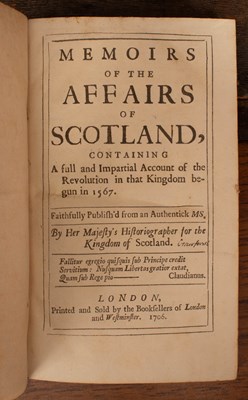 MEMOIRS
OF THE
AFFAIRS
OF
SCOTLAND,
CONTAINING
A full and Impartial Account of the
Revolution in that Kingdom be-
gun in 1567.
Faithfully Publish'd from an Authentick MS.
By Her Majesty's Historiographer for the
Kingdom of Scotland.
Fallitur egregio quisquis sub Principe credit
Servitium: Nusquam Libertas gratior extat,
Quam sub Rege pio
Claudianus.
LONDON,
Printed and Sold by the Booksellers of London
and Westminster. 1706.